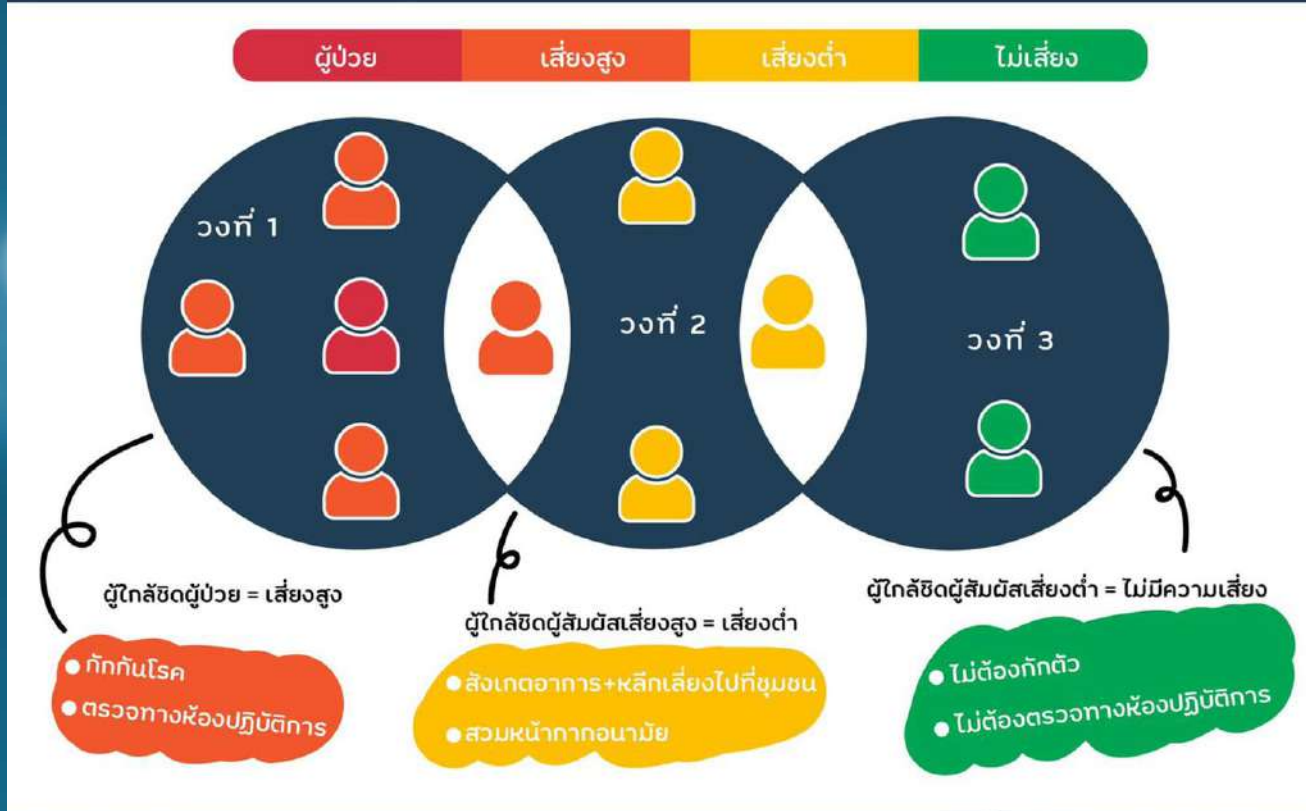 ผู้ป่วย
เสี่ยงสูง
เสี่ยงต่ำ
ไม่เสี่ยง
วงที่ 1
วงที่ 2
วงที่ 3
ผู้ใกล้ชิดผู้ป่วย = เสี่ยงสูง
กักกันโรค
ตรวจทางห้องปฏิบัติการ
ผู้ใกล้ชิดผู้สัมผัสเสี่ยงสูง = เสี่ยงต่ำ
สังเกตอาการ+หลีกเลี่ยงไปที่ชุมชน
สวมหน้ากากอนามัย
ผู้ใกล้ชิดผู้สัมผัสเสี่ยงต่ำ = ไม่มีความเสี่ยง
ไม่ต้องกักตัว
ไม่ต้องตรวจทางห้องปฏิบัติการ